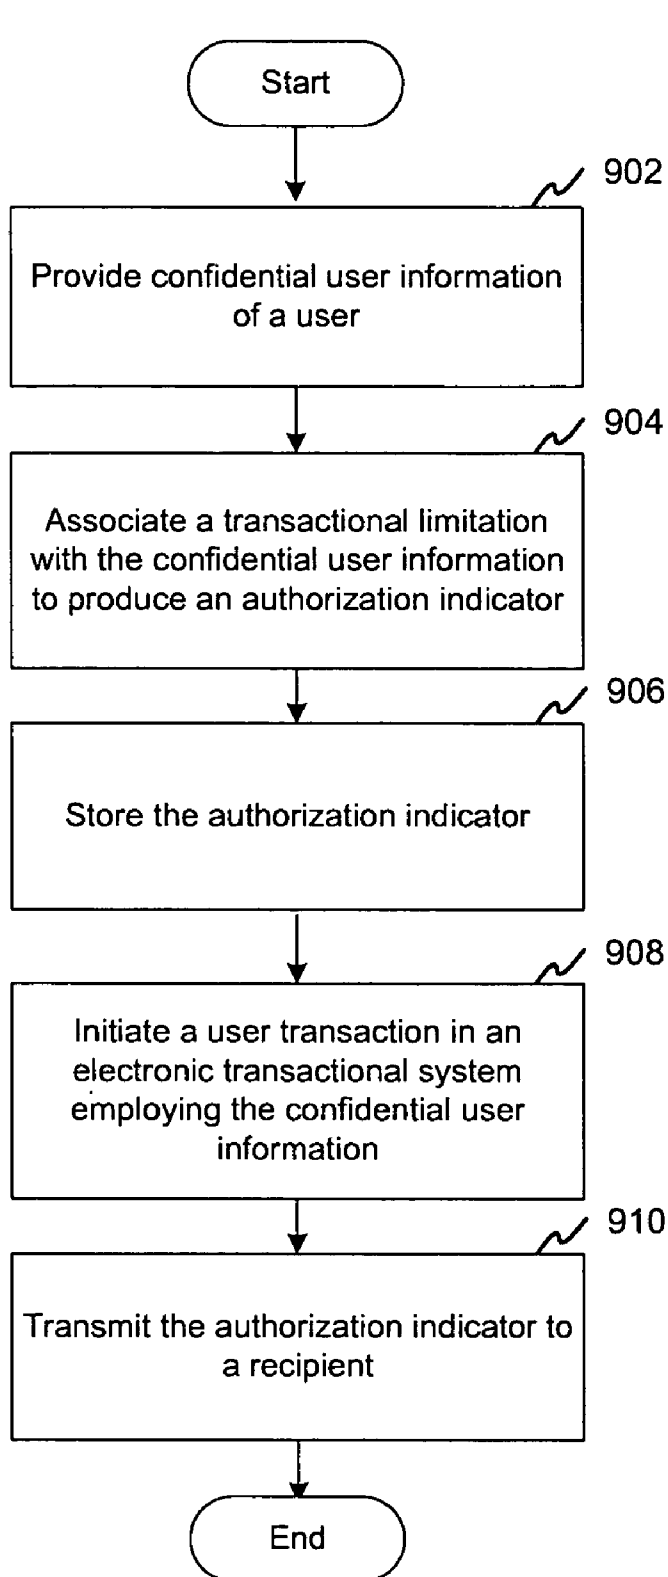 Start
902
Provide confidential user information
of a user
904
Associate a transactional limitation
with the confidential user information
to produce an authorization indicator
906
Store the authorization indicator
908
Initiate a user transaction in an
electronic transactional system
employing the confidential user
information
910
Transmit the authorization indicator to
a recipient
End